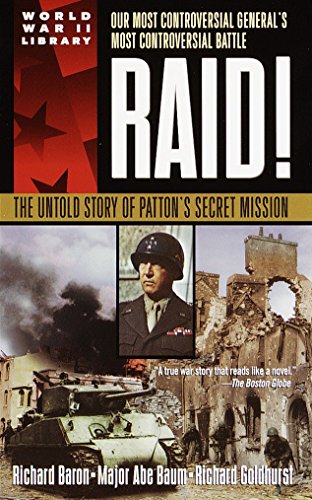 WORLD
WAR II
LIBRARY
OUR MOST CONTROVERSIAL GENERAL'S
MOST CONTROVERSIAL BATTLE
RAID!
THE UNTOLD STORY OF PATTON'S SECRET MISSION
"A true war story that reads like a novel."
—The Boston Globe
Richard Baron • Major Abe Baum • Richard Goldhurst